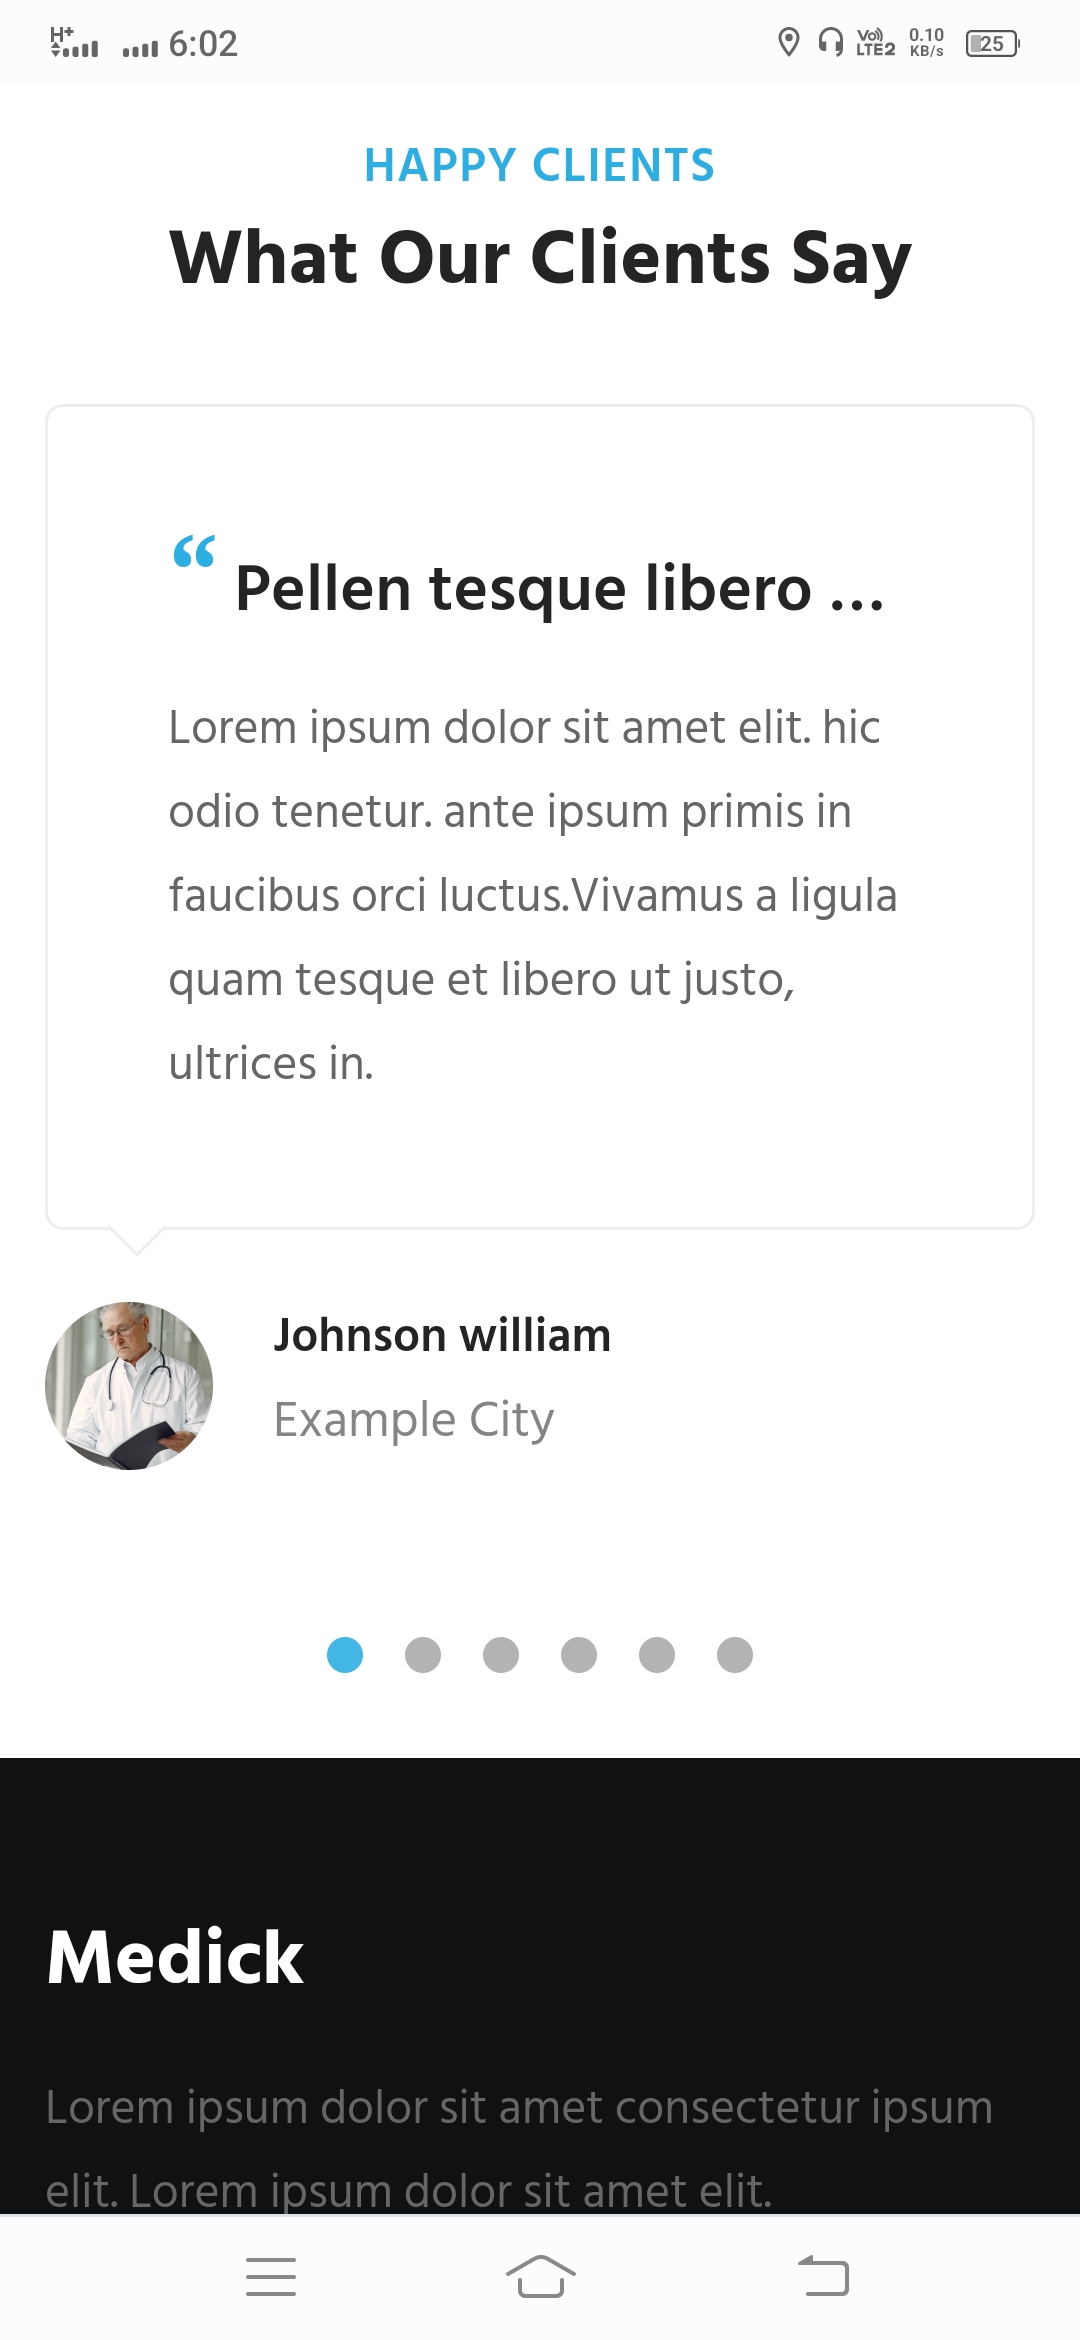 H+ 6:02 Vo)) LTE2 0.10 KB/s 25
HAPPY CLIENTS
What Our Clients Say
“ Pellen tesque libero ...
Lorem ipsum dolor sit amet elit. hic
odio tenetur. ante ipsum primis in
faucibus orci luctus.Vivamus a ligula
quam tesque et libero ut justo,
ultrices in.
Johnson william
Example City
Medick
Lorem ipsum dolor sit amet consectetur ipsum
elit. Lorem ipsum dolor sit amet elit.